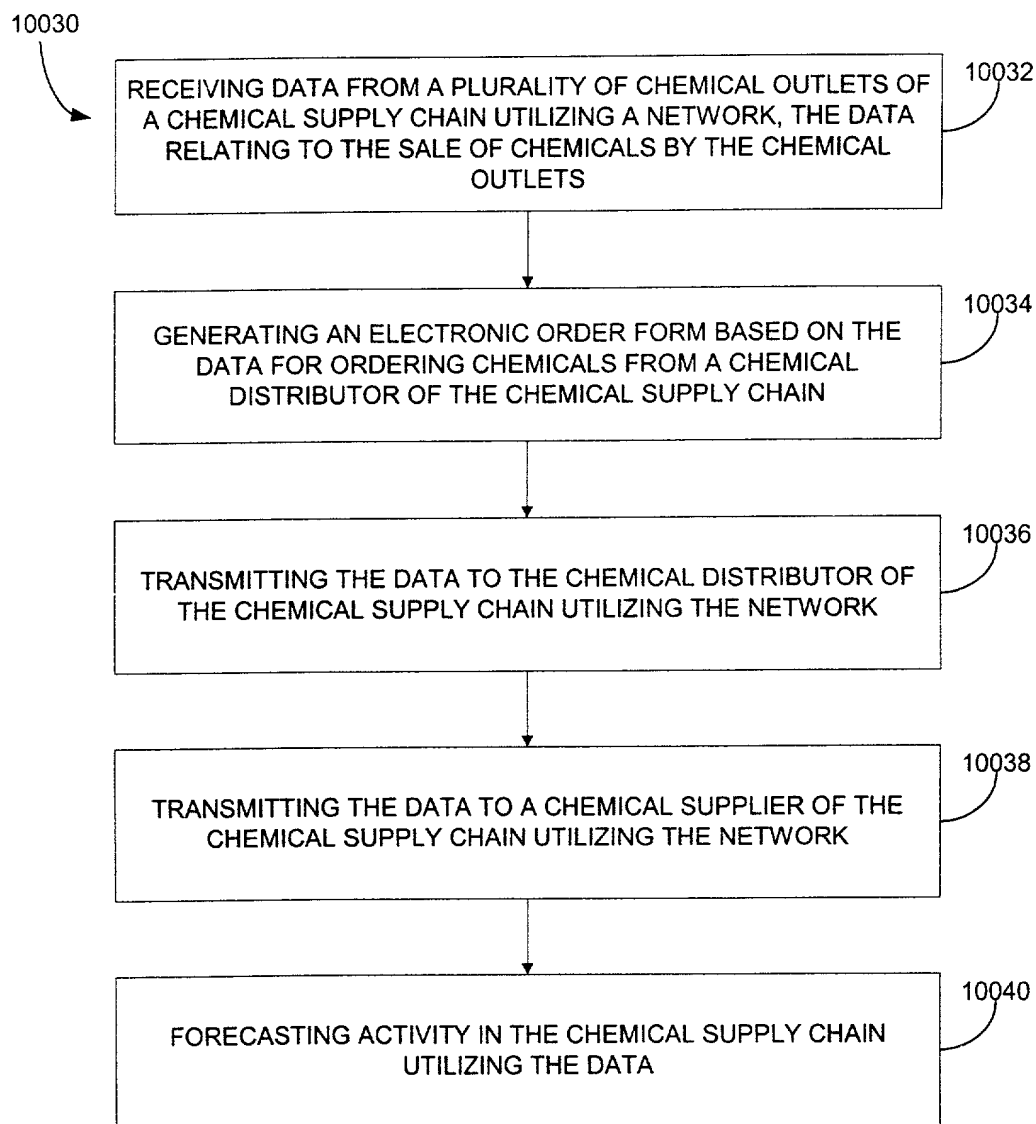 10030
10032
RECEIVING DATA FROM A PLURALITY OF CHEMICAL OUTLETS OF
A CHEMICAL SUPPLY CHAIN UTILIZING A NETWORK, THE DATA
RELATING TO THE SALE OF CHEMICALS BY THE CHEMICAL
OUTLETS
10034
GENERATING AN ELECTRONIC ORDER FORM BASED ON THE
DATA FOR ORDERING CHEMICALS FROM A CHEMICAL
DISTRIBUTOR OF THE CHEMICAL SUPPLY CHAIN
10036
TRANSMITTING THE DATA TO THE CHEMICAL DISTRIBUTOR OF
THE CHEMICAL SUPPLY CHAIN UTILIZING THE NETWORK
10038
TRANSMITTING THE DATA TO A CHEMICAL SUPPLIER OF THE
CHEMICAL SUPPLY CHAIN UTILIZING THE NETWORK
10040
FORECASTING ACTIVITY IN THE CHEMICAL SUPPLY CHAIN
UTILIZING THE DATA